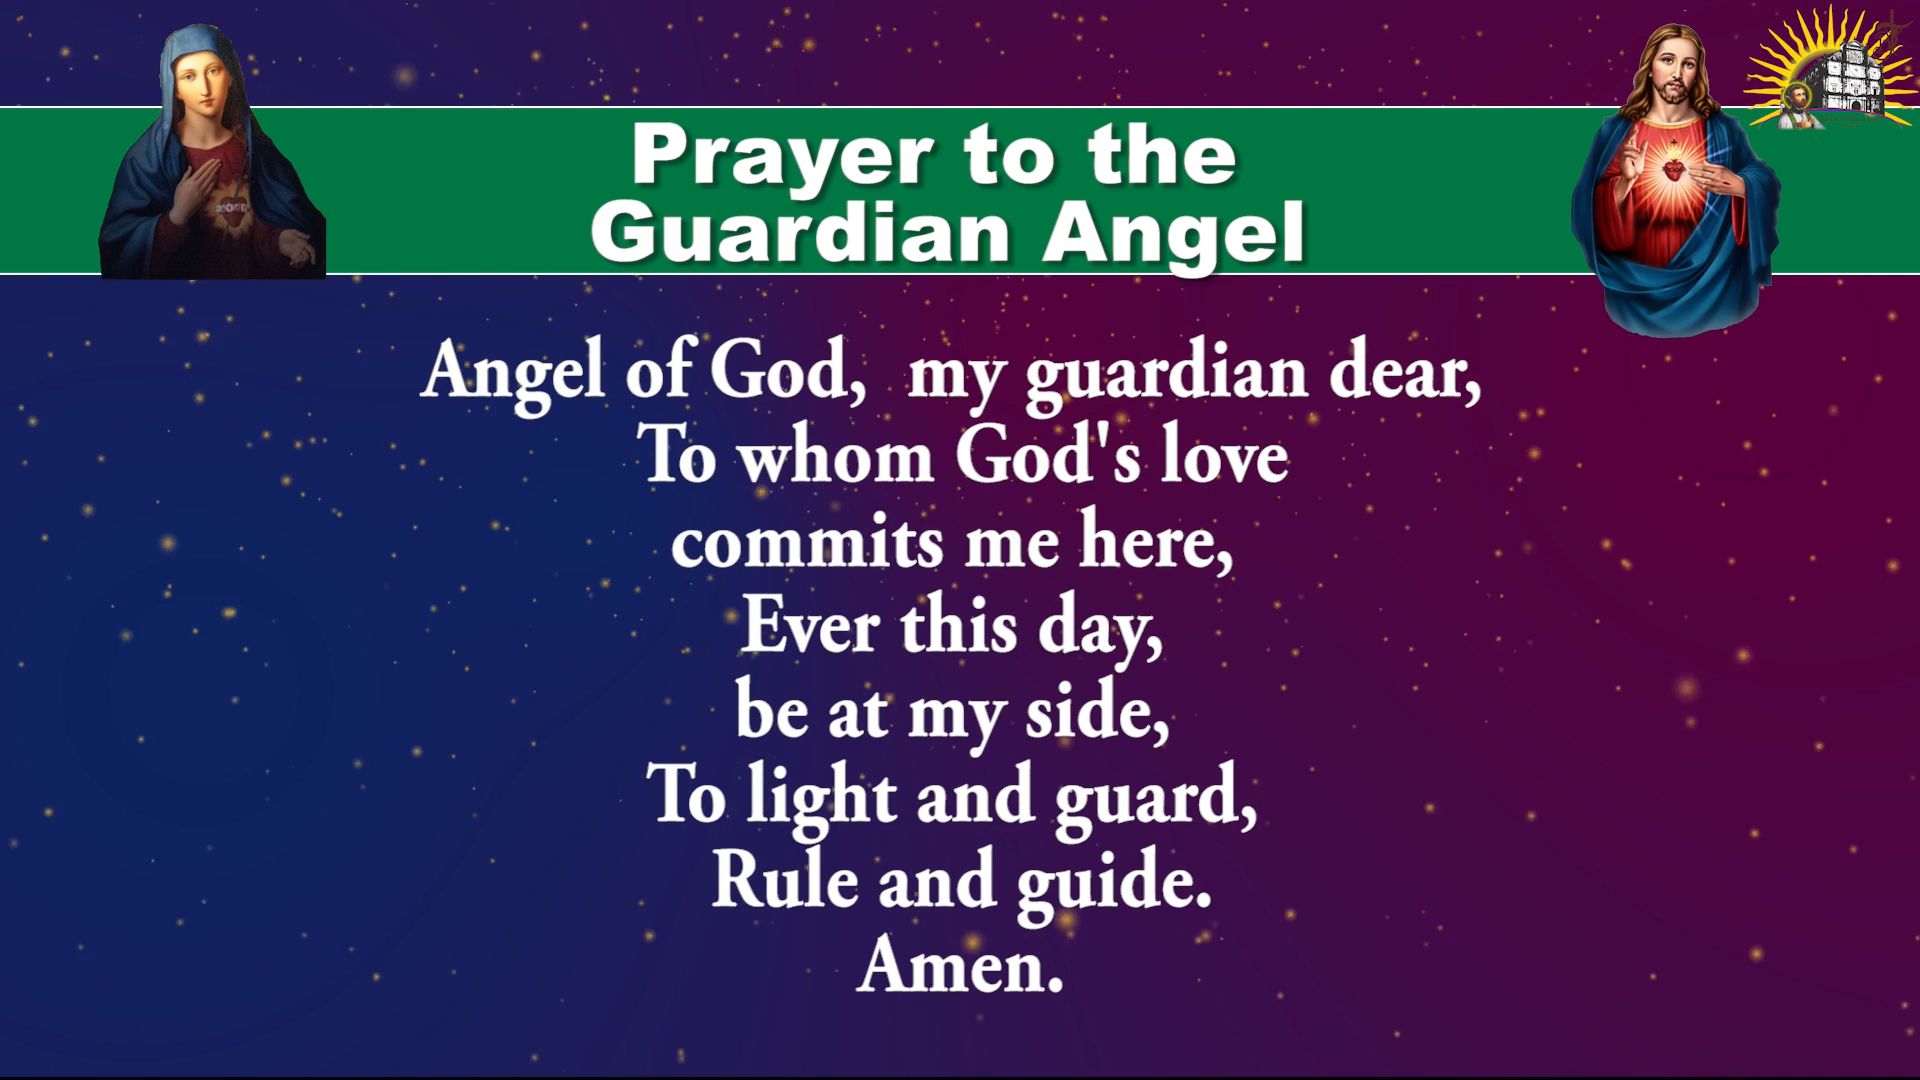 Prayer to the
Guardian Angel
Angel of God,  my guardian dear,
To whom God's love
commits me here,
Ever this day,
be at my side,
To light and guard,
Rule and guide.
Amen.